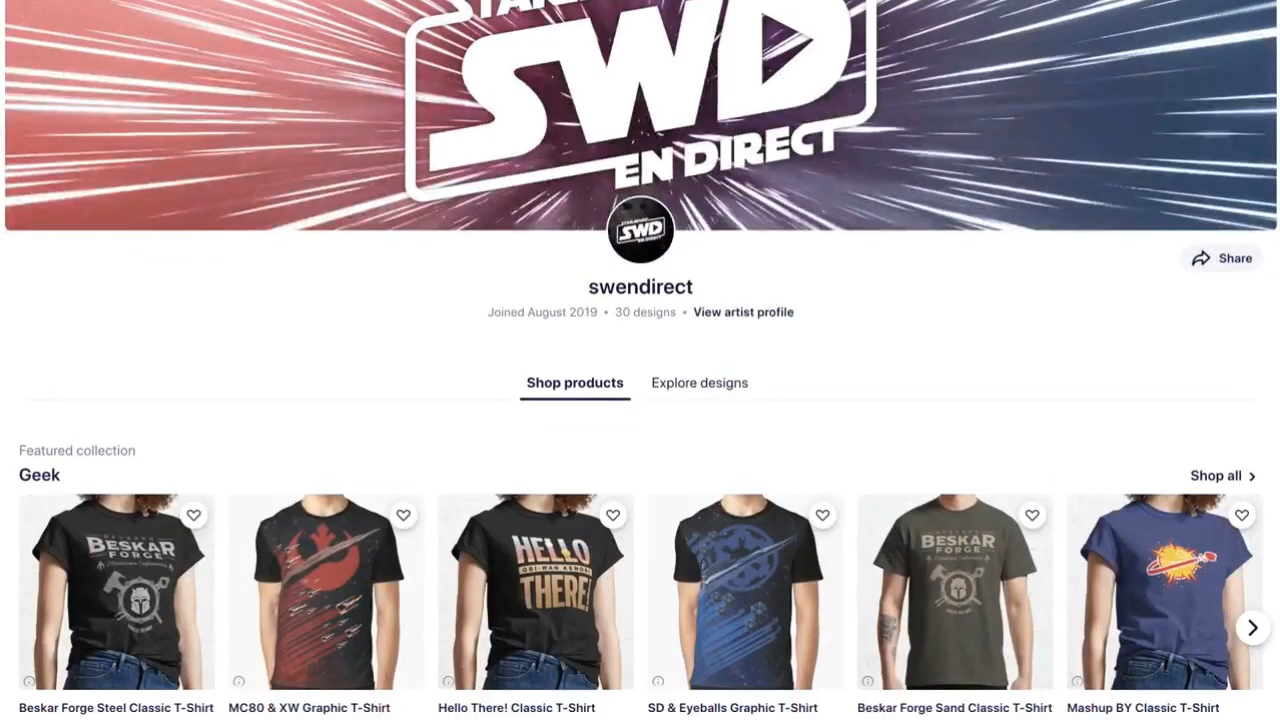 SWD
EN DIRECT
SWD
EN DIRECT
Share
swendirect
Joined August 2019 • 30 designs • View artist profile
Shop products Explore designs
Featured collection
Geek
Shop all
BESKAR
FORGE
HELLO
OBI-WAN KENOBI
THERE!
BESKAR
FORGE
Beskar Forge Steel Classic T-Shirt MC80 & XW Graphic T-Shirt Hello There! Classic T-Shirt SD & Eyeballs Graphic T-Shirt Beskar Forge Sand Classic T-Shirt Mashup BY Classic T-Shirt